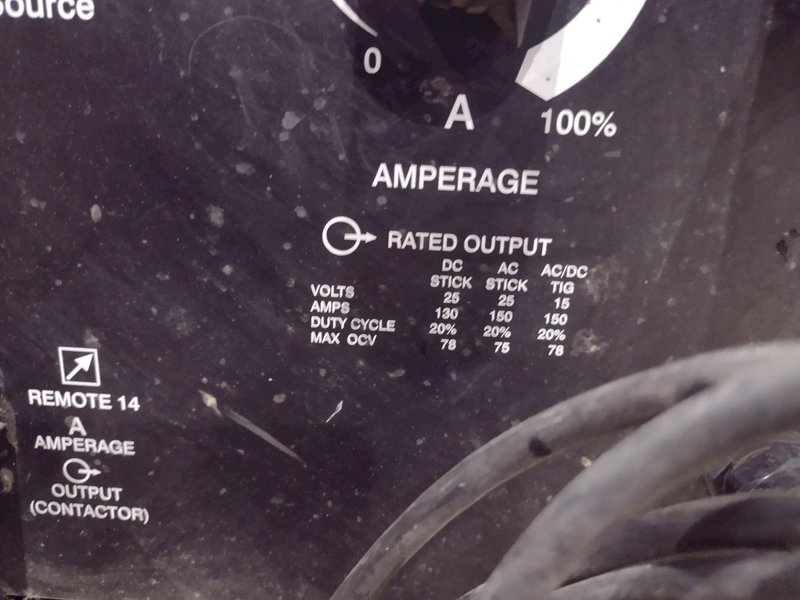 ource
0
A
100%
AMPERAGE
RATED OUTPUT
DC AC AC/DC
STICK STICK TIG
VOLTS 25 25 15
AMPS 130 150 150
DUTY CYCLE 20% 20% 20%
MAX OCV 78 75 78
REMOTE 14
A
AMPERAGE
OUTPUT
(CONTACTOR)